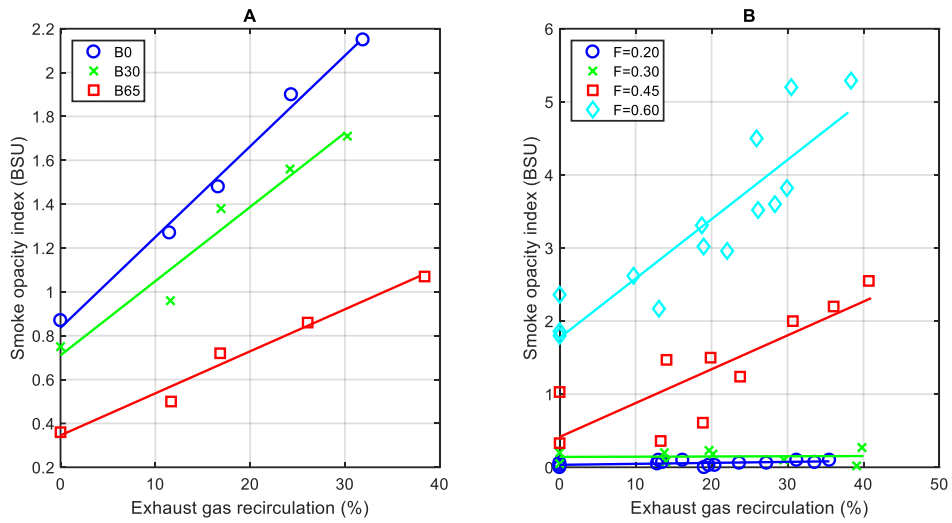 A
2.2
2
1.8
1.6
1.4
1.2
1
0.8
0.6
0.4
0.2
Smoke opacity index (BSU)
B0
B30
B65
0 10 20 30 40
Exhaust gas recirculation (%)
B
6
5
4
3
2
1
0
Smoke opacity index (BSU)
F=0.20
F=0.30
F=0.45
F=0.60
0 10 20 30 40 50
Exhaust gas recirculation (%)